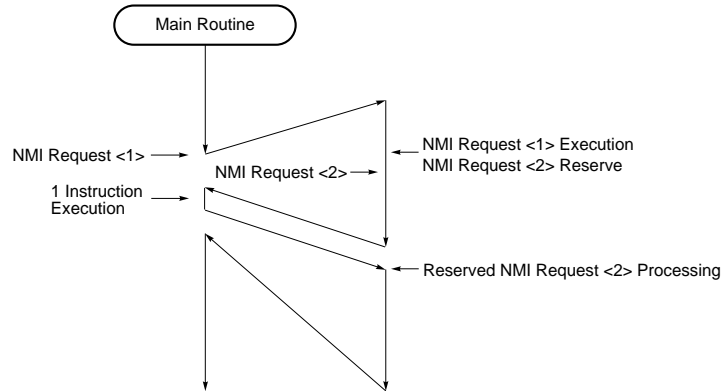 Main Routine
NMI Request <1>
NMI Request <1> Execution
NMI Request <2>
NMI Request <2> Reserve
1 Instruction
Execution
Reserved NMI Request <2> Processing